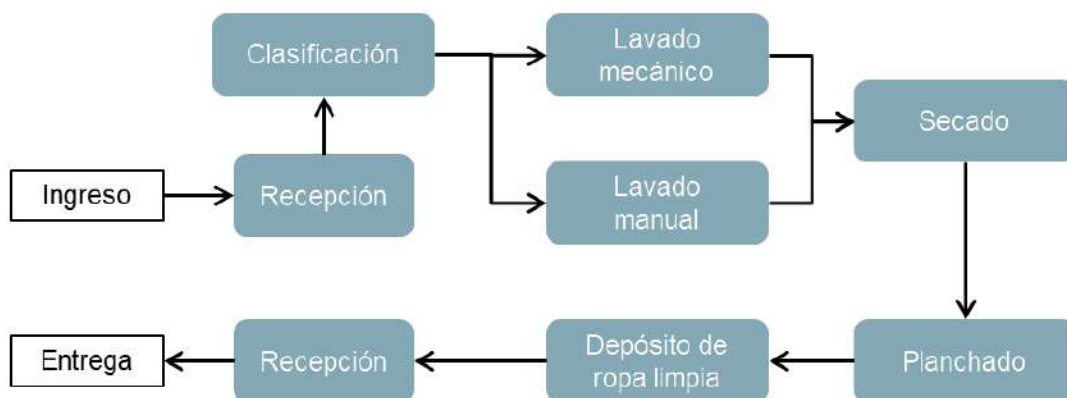 Clasificación
Lavado
mecánico
Secado
Ingreso
Recepción
Lavado
manual
Entrega
Recepción
Depósito de
ropa limpia
Planchado